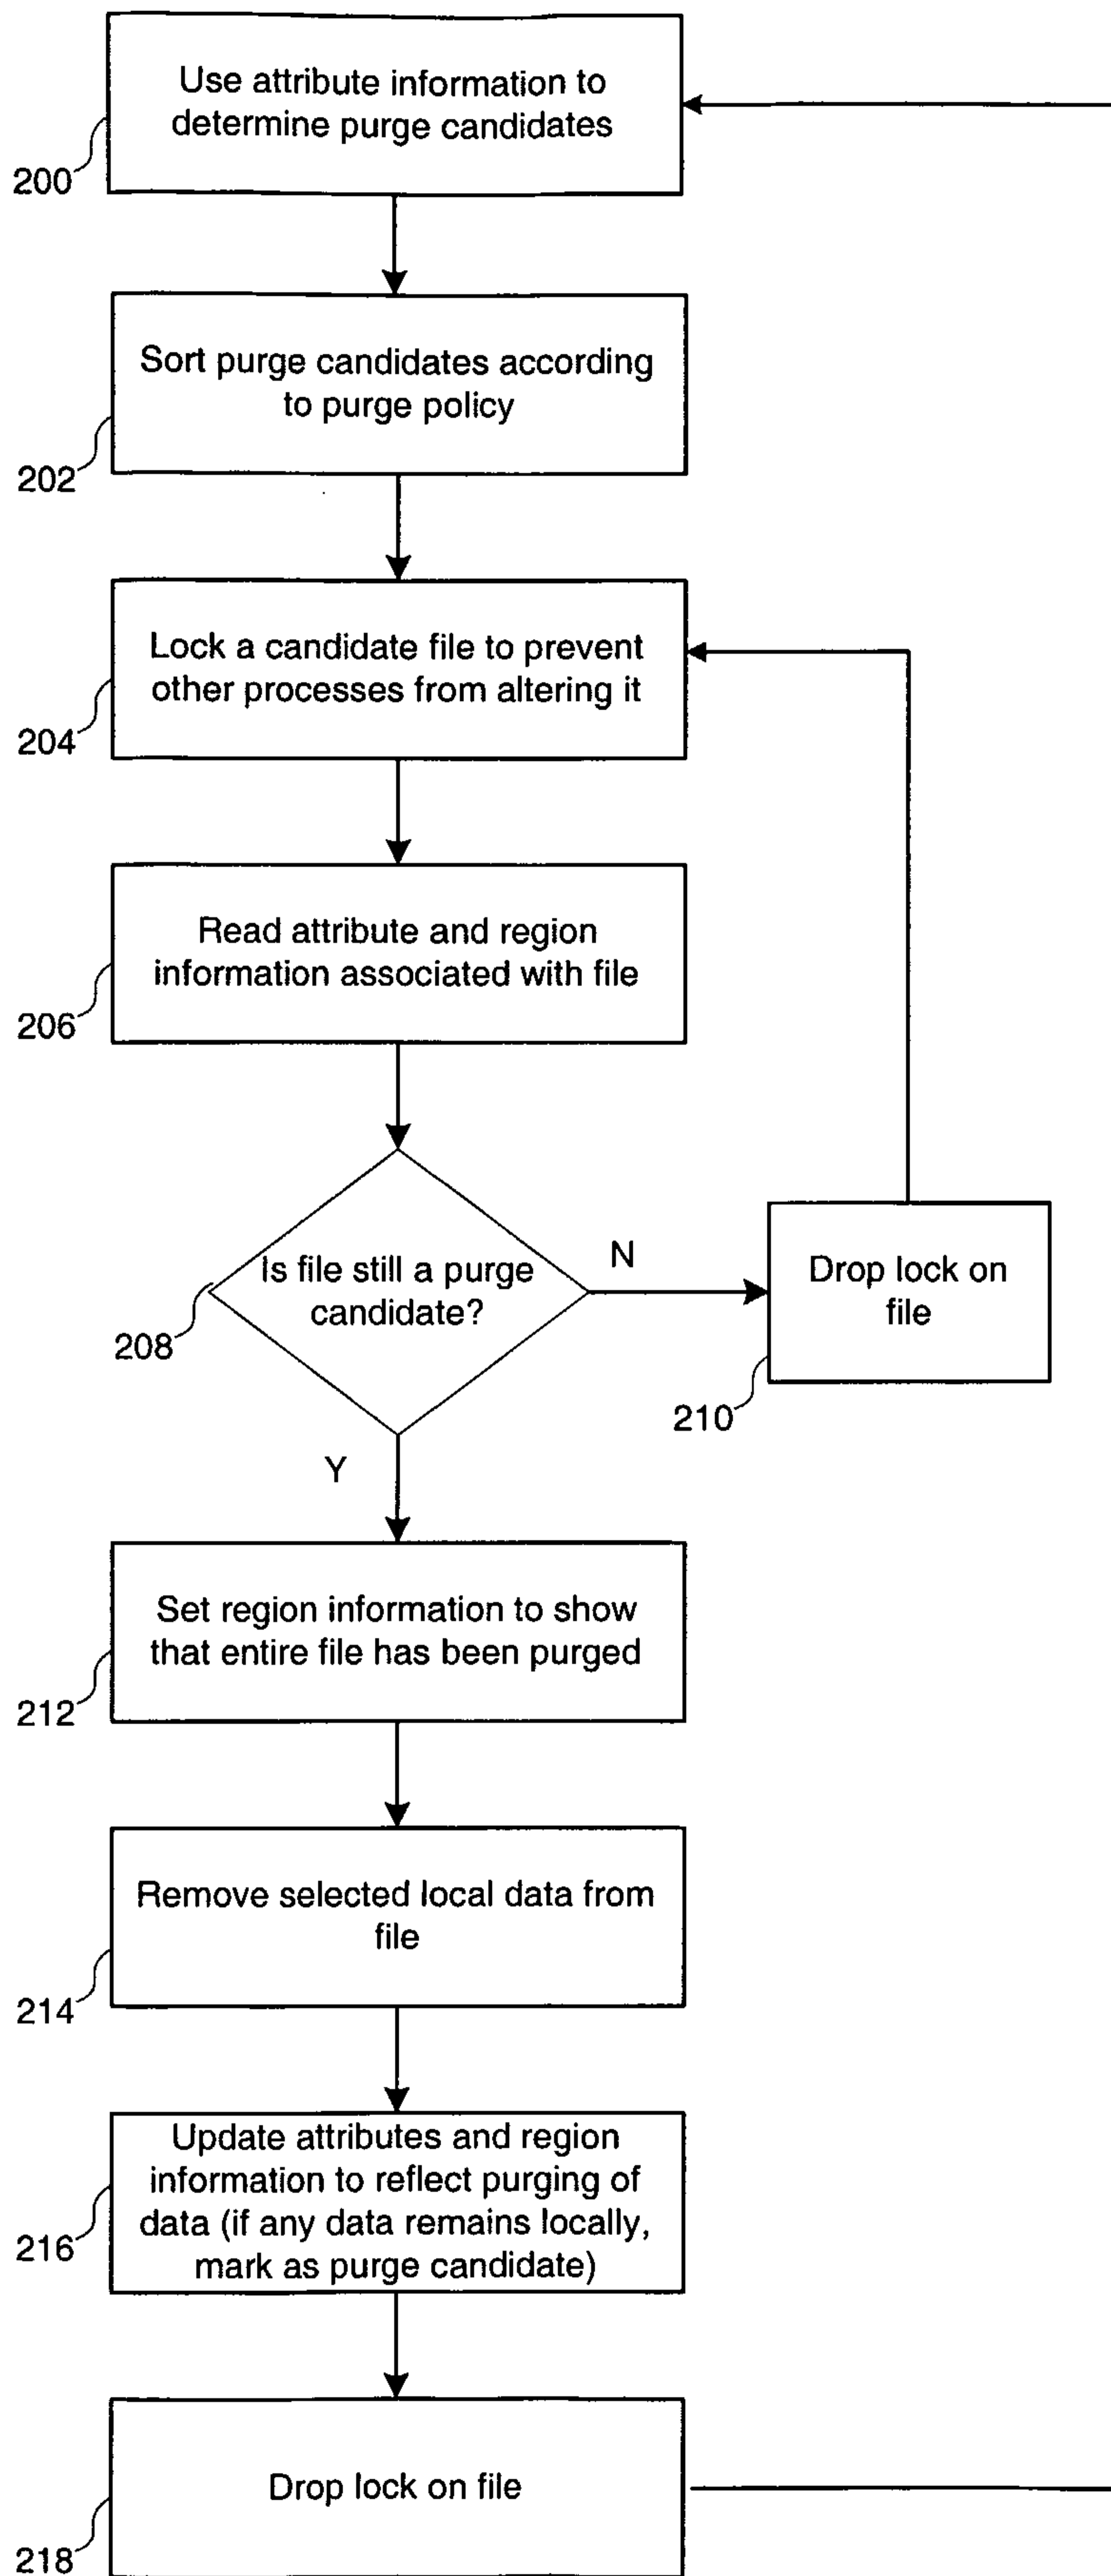 Use attribute information to
determine purge candidates
200
Sort purge candidates according
to purge policy
202
Lock a candidate file to prevent
other processes from altering it
204
Read attribute and region
information associated with file
206
Is file still a purge
candidate?
208
N
Drop lock on
file
210
Y
Set region information to show
that entire file has been purged
212
Remove selected local data from
file
214
Update attributes and region
information to reflect purging of
data (if any data remains locally,
mark as purge candidate)
216
Drop lock on file
218